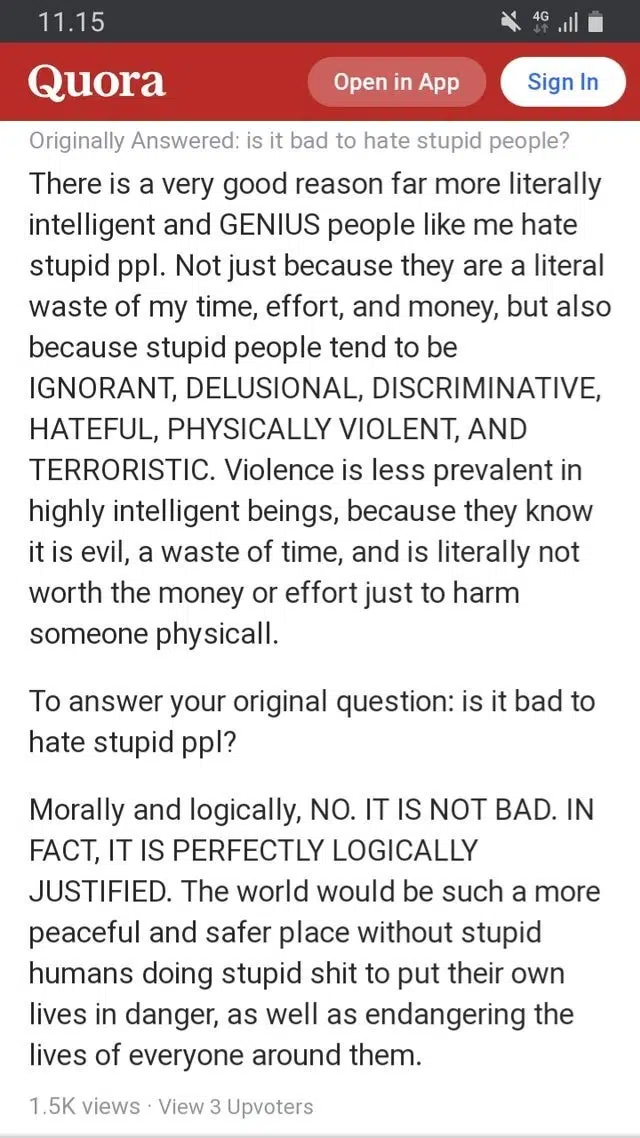 11.15
4G
Quora
Open in App
Sign In
Originally Answered: is it bad to hate stupid people?
There is a very good reason far more literally
intelligent and GENIUS people like me hate
stupid ppl. Not just because they are a literal
waste of my time, effort, and money, but also
because stupid people tend to be
IGNORANT, DELUSIONAL, DISCRIMINATIVE,
HATEFUL, PHYSICALLY VIOLENT, AND
TERRORISTIC. Violence is less prevalent in
highly intelligent beings, because they know
it is evil, a waste of time, and is literally not
worth the money or effort just to harm
someone physicall.
To answer your original question: is it bad to
hate stupid ppl?
Morally and logically, NO. IT IS NOT BAD. IN
FACT, IT IS PERFECTLY LOGICALLY
JUSTIFIED. The world would be such a more
peaceful and safer place without stupid
humans doing stupid shit to put their own
lives in danger, as well as endangering the
lives of everyone around them.
1.5K views · View 3 Upvoters